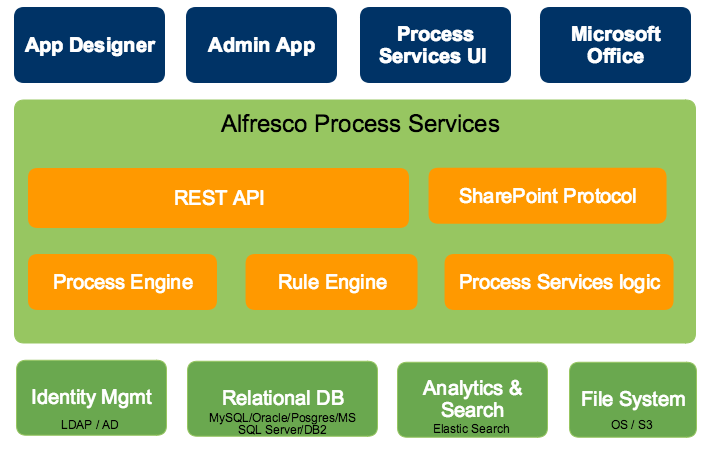 App Designer
Admin App
Process
Services UI
Microsoft
Office
Alfresco Process Services
REST API
SharePoint Protocol
Process Engine
Rule Engine
Process Services logic
Identity Mgmt
LDAP / AD
Relational DB
MySQL/Oracle/Posgres/MS
SQL Server/DB2
Analytics &
Search
Elastic Search
File System
OS / S3